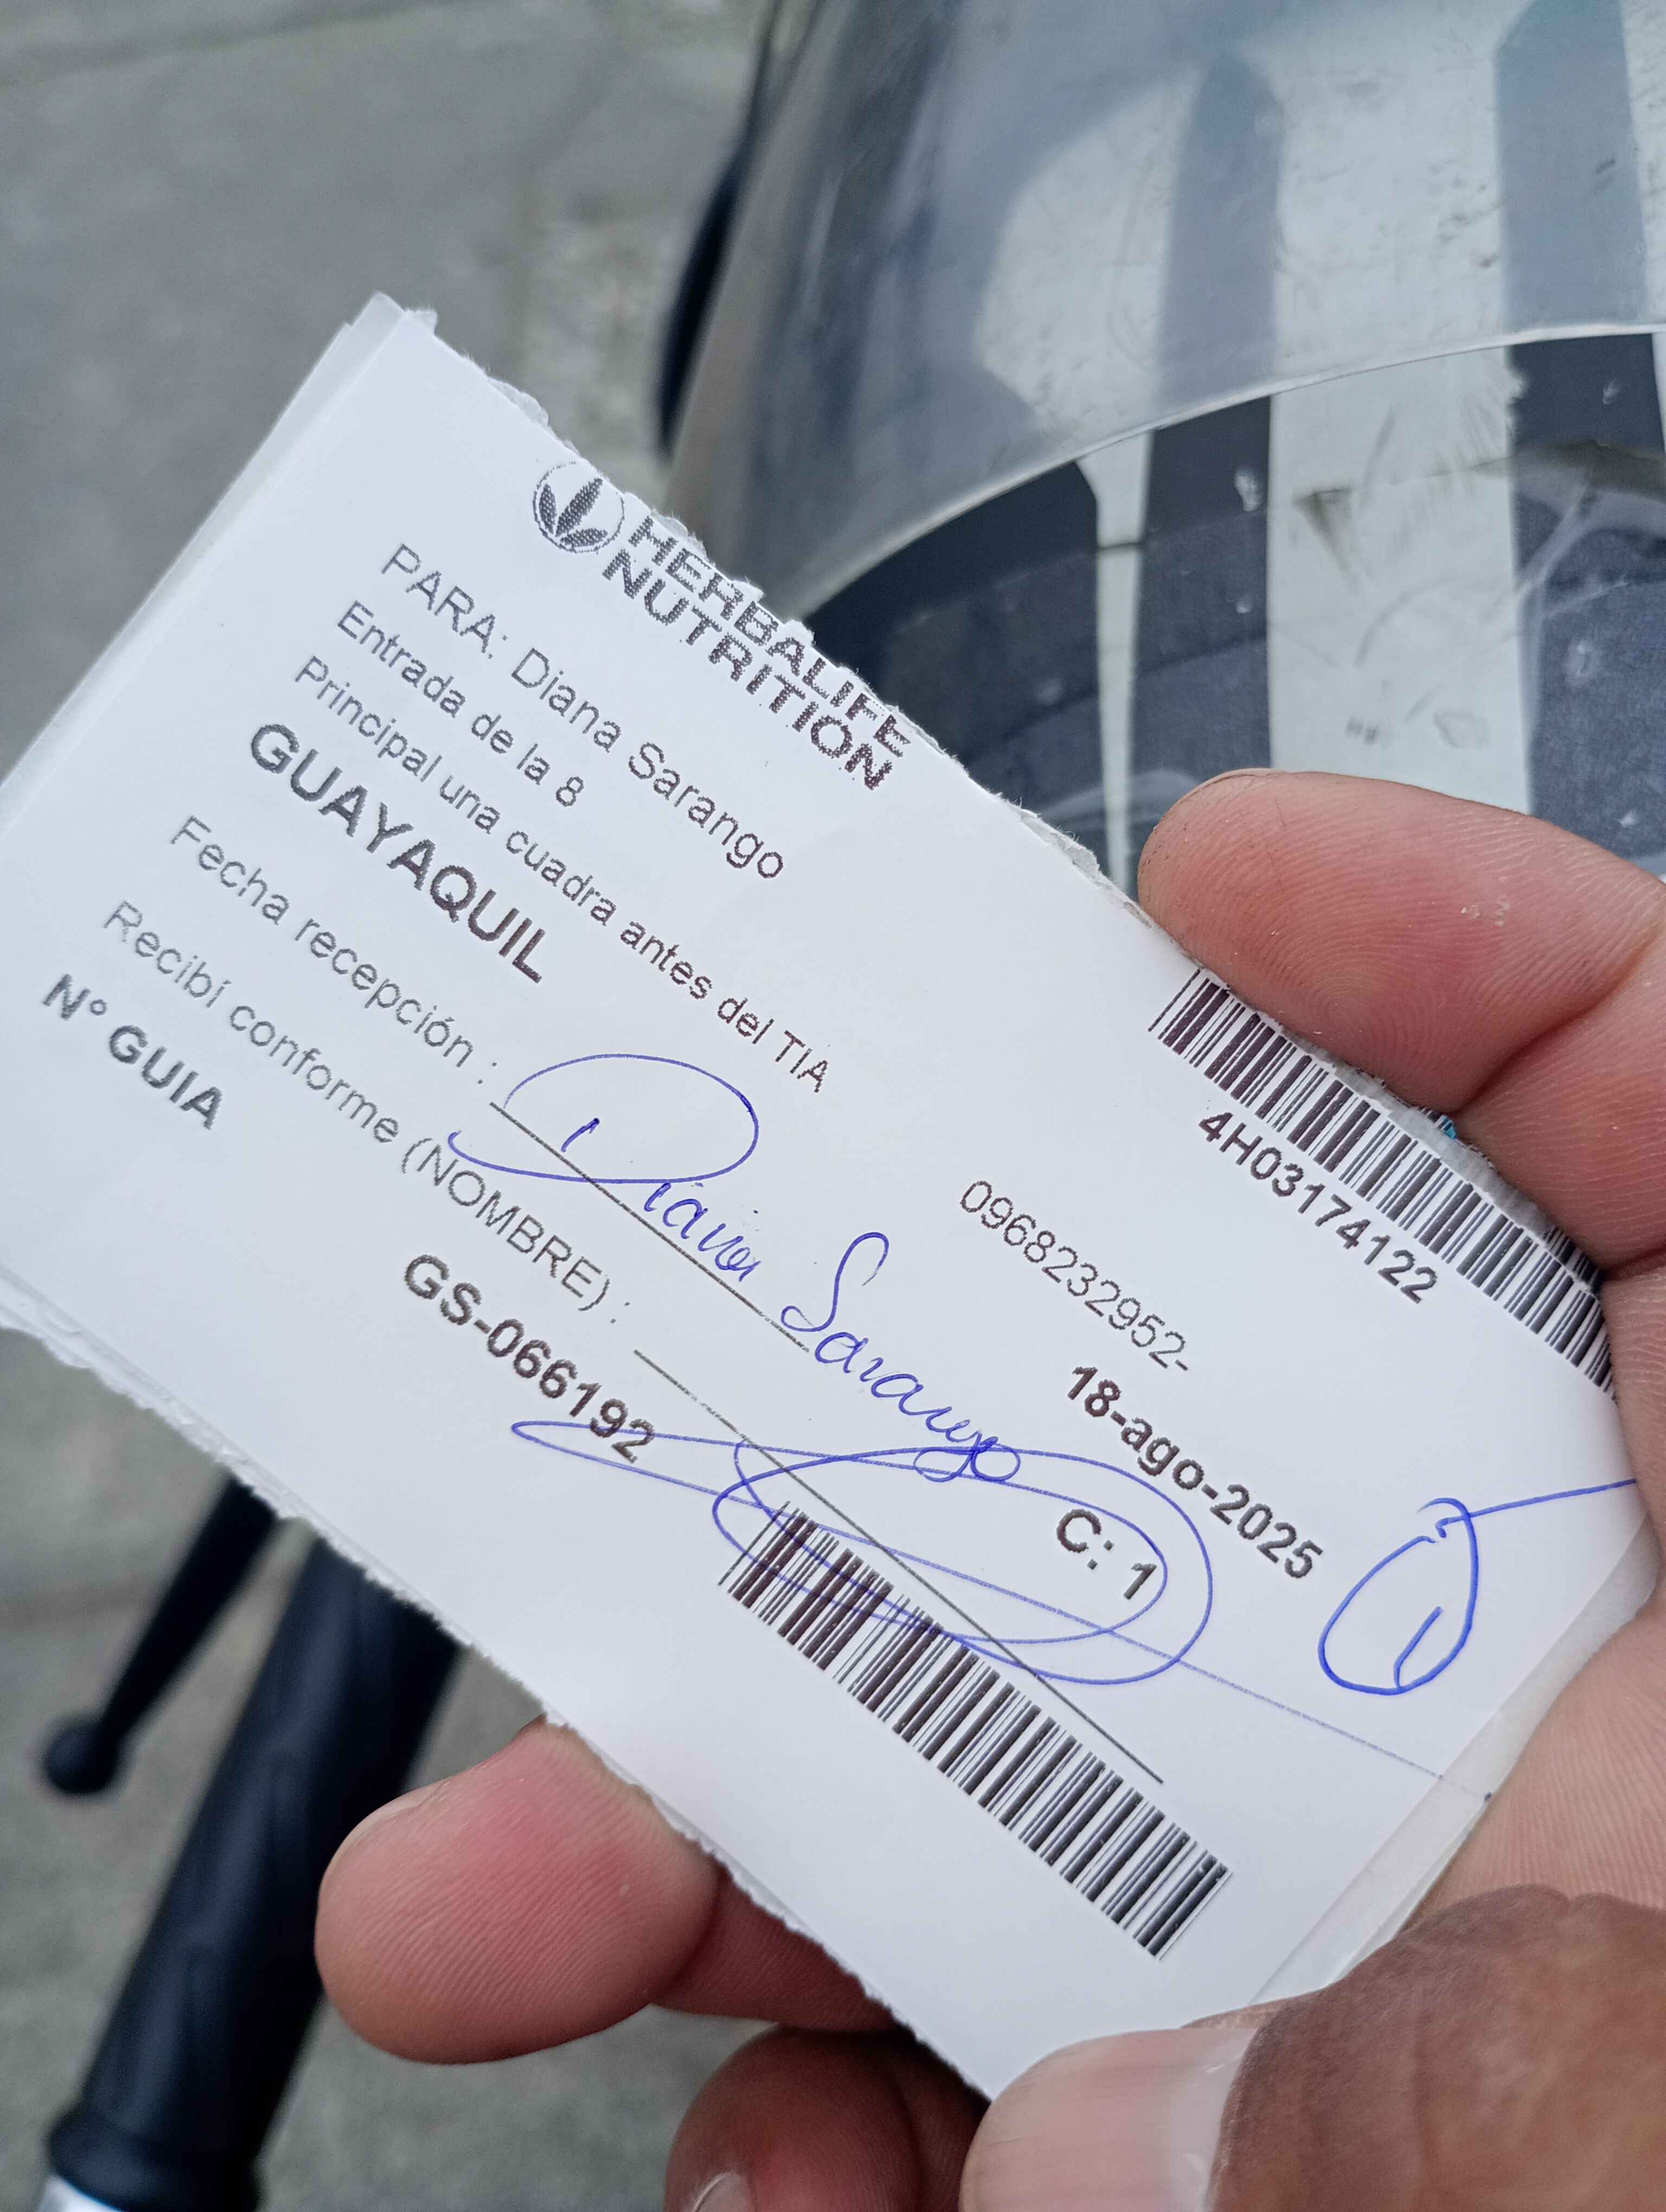 HERBALIFE
NUTRITION
4H03174122
PARA: Diana Sarango
Entrada de la 8
Principal una cuadra antes del TIA
0968232952-
GUAYAQUIL
18-ago-2025
Fecha recepción :
Diana Sarango
Recibí conforme (NOMBRE) :
C: 1
Nº GUIA
GS-066192